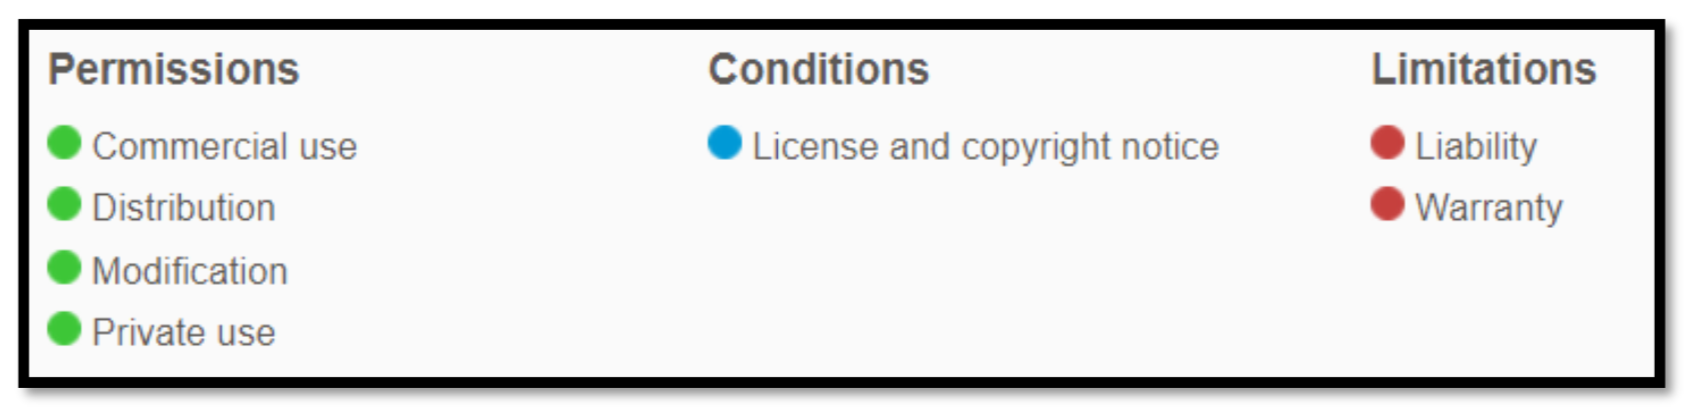 Permissions
Commercial use
Distribution
Modification
Private use
Conditions
License and copyright notice
Limitations
Liability
Warranty